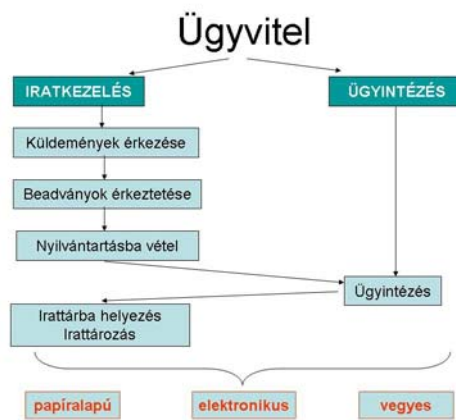 Ügyvitel
IRATKEZELÉS
ÜGYINTÉZÉS
Küldemények érkezése
Beadványok érkeztetése
Nyilvántartásba vétel
Ügyintézés
Irattárba helyezés
Irattározás
papíralapú
elektronikus
vegyes